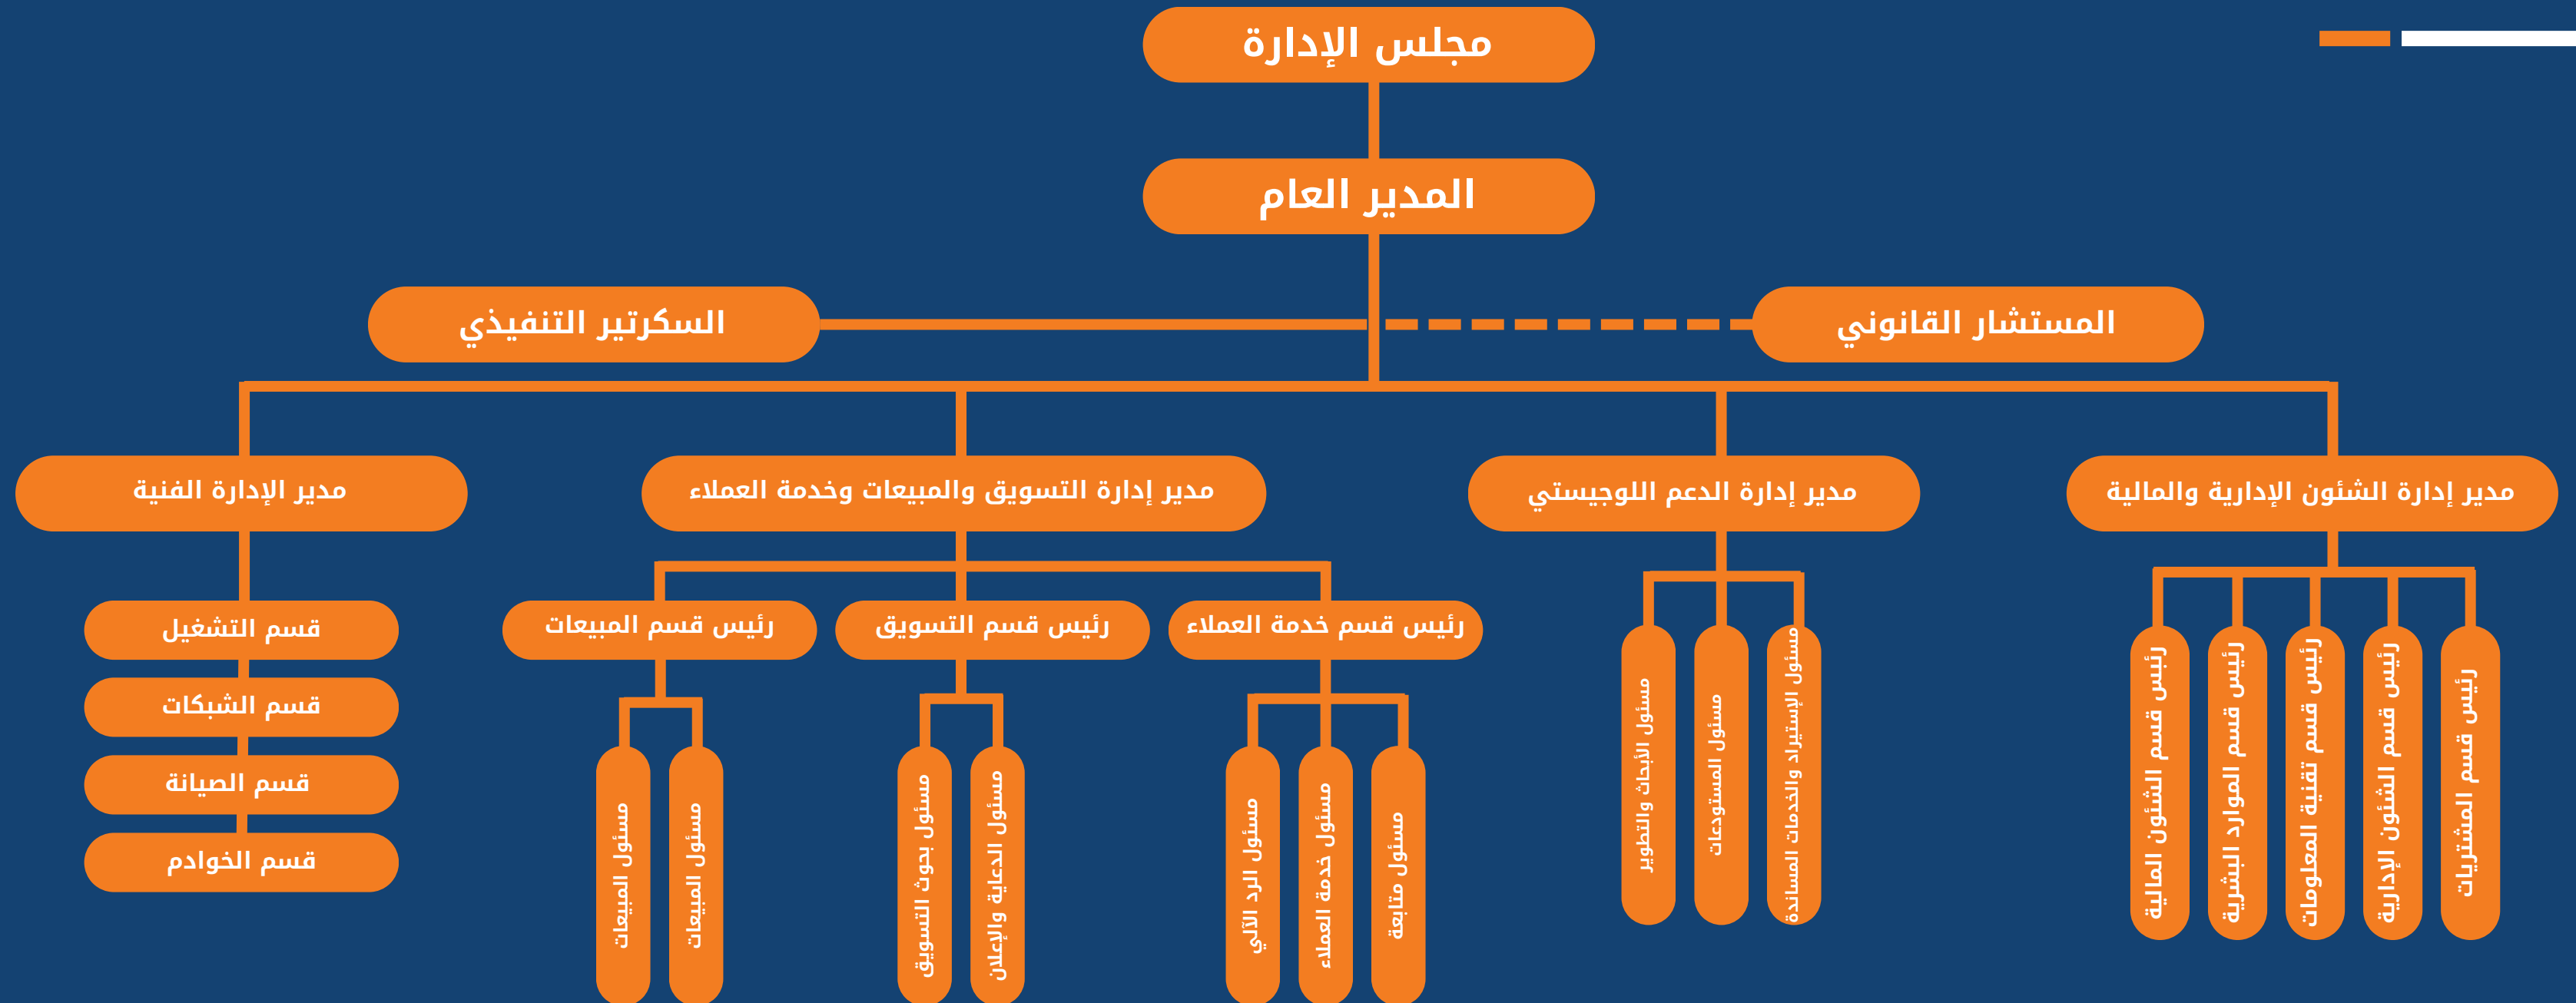 مجلس الإدارة
المدير العام
المستشار القانوني
السكرتير التنفيذي
مدير إدارة الشئون الإدارية والمالية
مدير إدارة الدعم اللوجيستي
مدير إدارة التسويق والمبيعات وخدمة العملاء
مدير الإدارة الفنية
رئيس قسم المشتريات
رئيس قسم الشئون الإدارية
رئيس قسم تقنية المعلومات
رئيس قسم الموارد البشرية
رئيس قسم الشئون المالية
مسئول الإستيراد والخدمات المساندة
مسئول المستودعات
مسئول الأبحاث والتطوير
رئيس قسم خدمة العملاء
رئيس قسم التسويق
رئيس قسم المبيعات
مسئول متابعة
مسئول خدمة العملاء
مسئول الرد الآلي
مسئول الدعاية والإعلان
مسئول بحوث التسويق
مسئول المبيعات
مسئول المبيعات
قسم التشغيل
قسم الشبكات
قسم الصيانة
قسم الخوادم